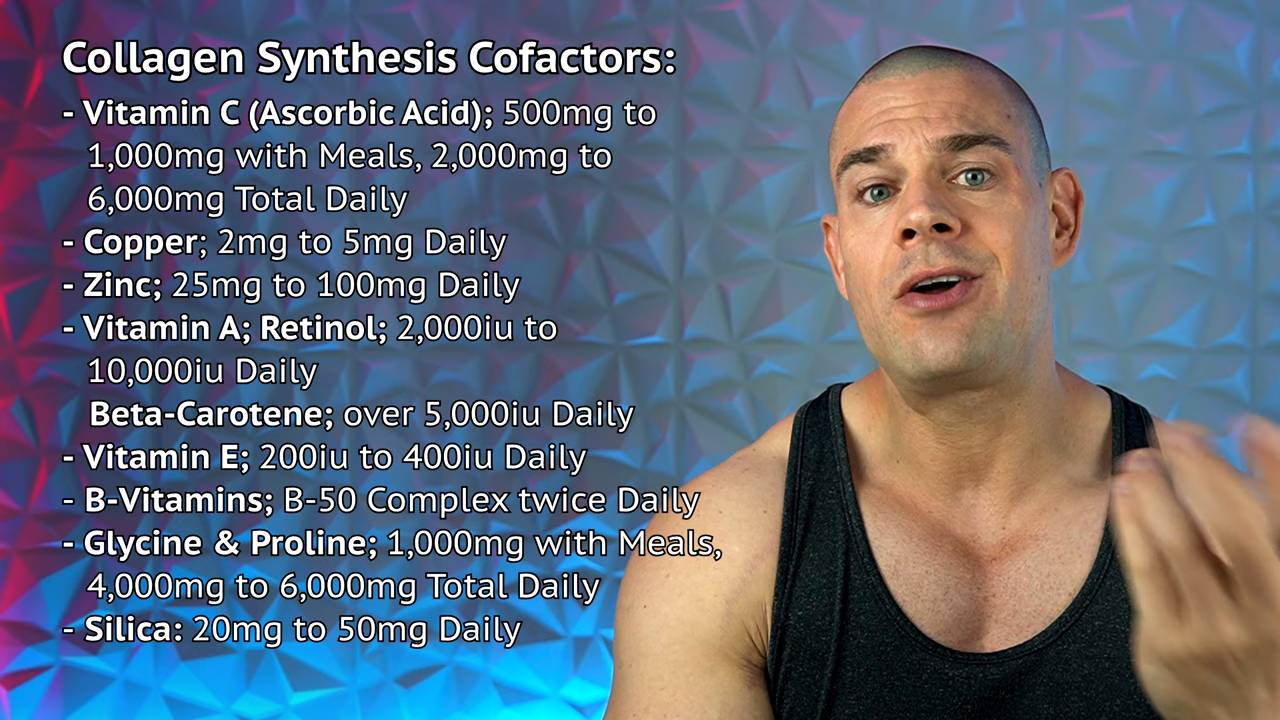 Collagen Synthesis Cofactors:
- Vitamin C (Ascorbic Acid); 500mg to
1,000mg with Meals, 2,000mg to
6,000mg Total Daily
- Copper; 2mg to 5mg Daily
- Zinc; 25mg to 100mg Daily
- Vitamin A; Retinol; 2,000iu to
10,000iu Daily
Beta-Carotene; over 5,000iu Daily
- Vitamin E; 200iu to 400iu Daily
- B-Vitamins; B-50 Complex twice Daily
- Glycine & Proline; 1,000mg with Meals,
4,000mg to 6,000mg Total Daily
- Silica: 20mg to 50mg Daily